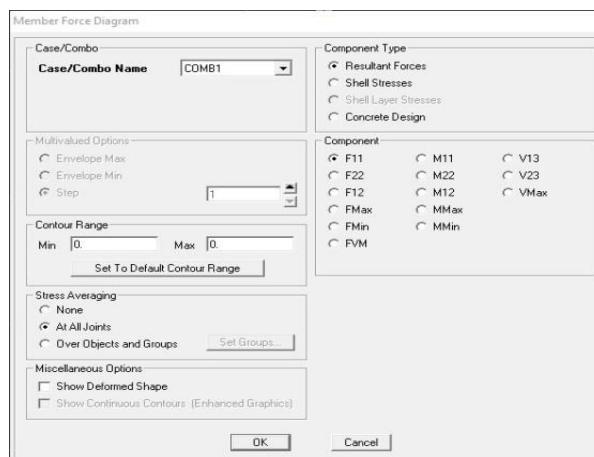 Member Force Diagram
Case/Combo
Case/Combo Name COMB1
Multivalued Options
Envelope Max
Envelope Min
Step 1
Contour Range
Min 0. Max 0.
Set To Default Contour Range
Stress Averaging
None
At All Joints
Over Objects and Groups Set Groups...
Miscellaneous Options
Show Deformed Shape
Show Continuous Contours (Enhanced Graphics)
Component Type
Resultant Forces
Shell Stresses
Shell Layer Stresses
Concrete Design
Component
F11 M11 V13
F22 M22 V23
F12 M12 VMax
FMax MMax
FMin MMin
FVM
OK Cancel